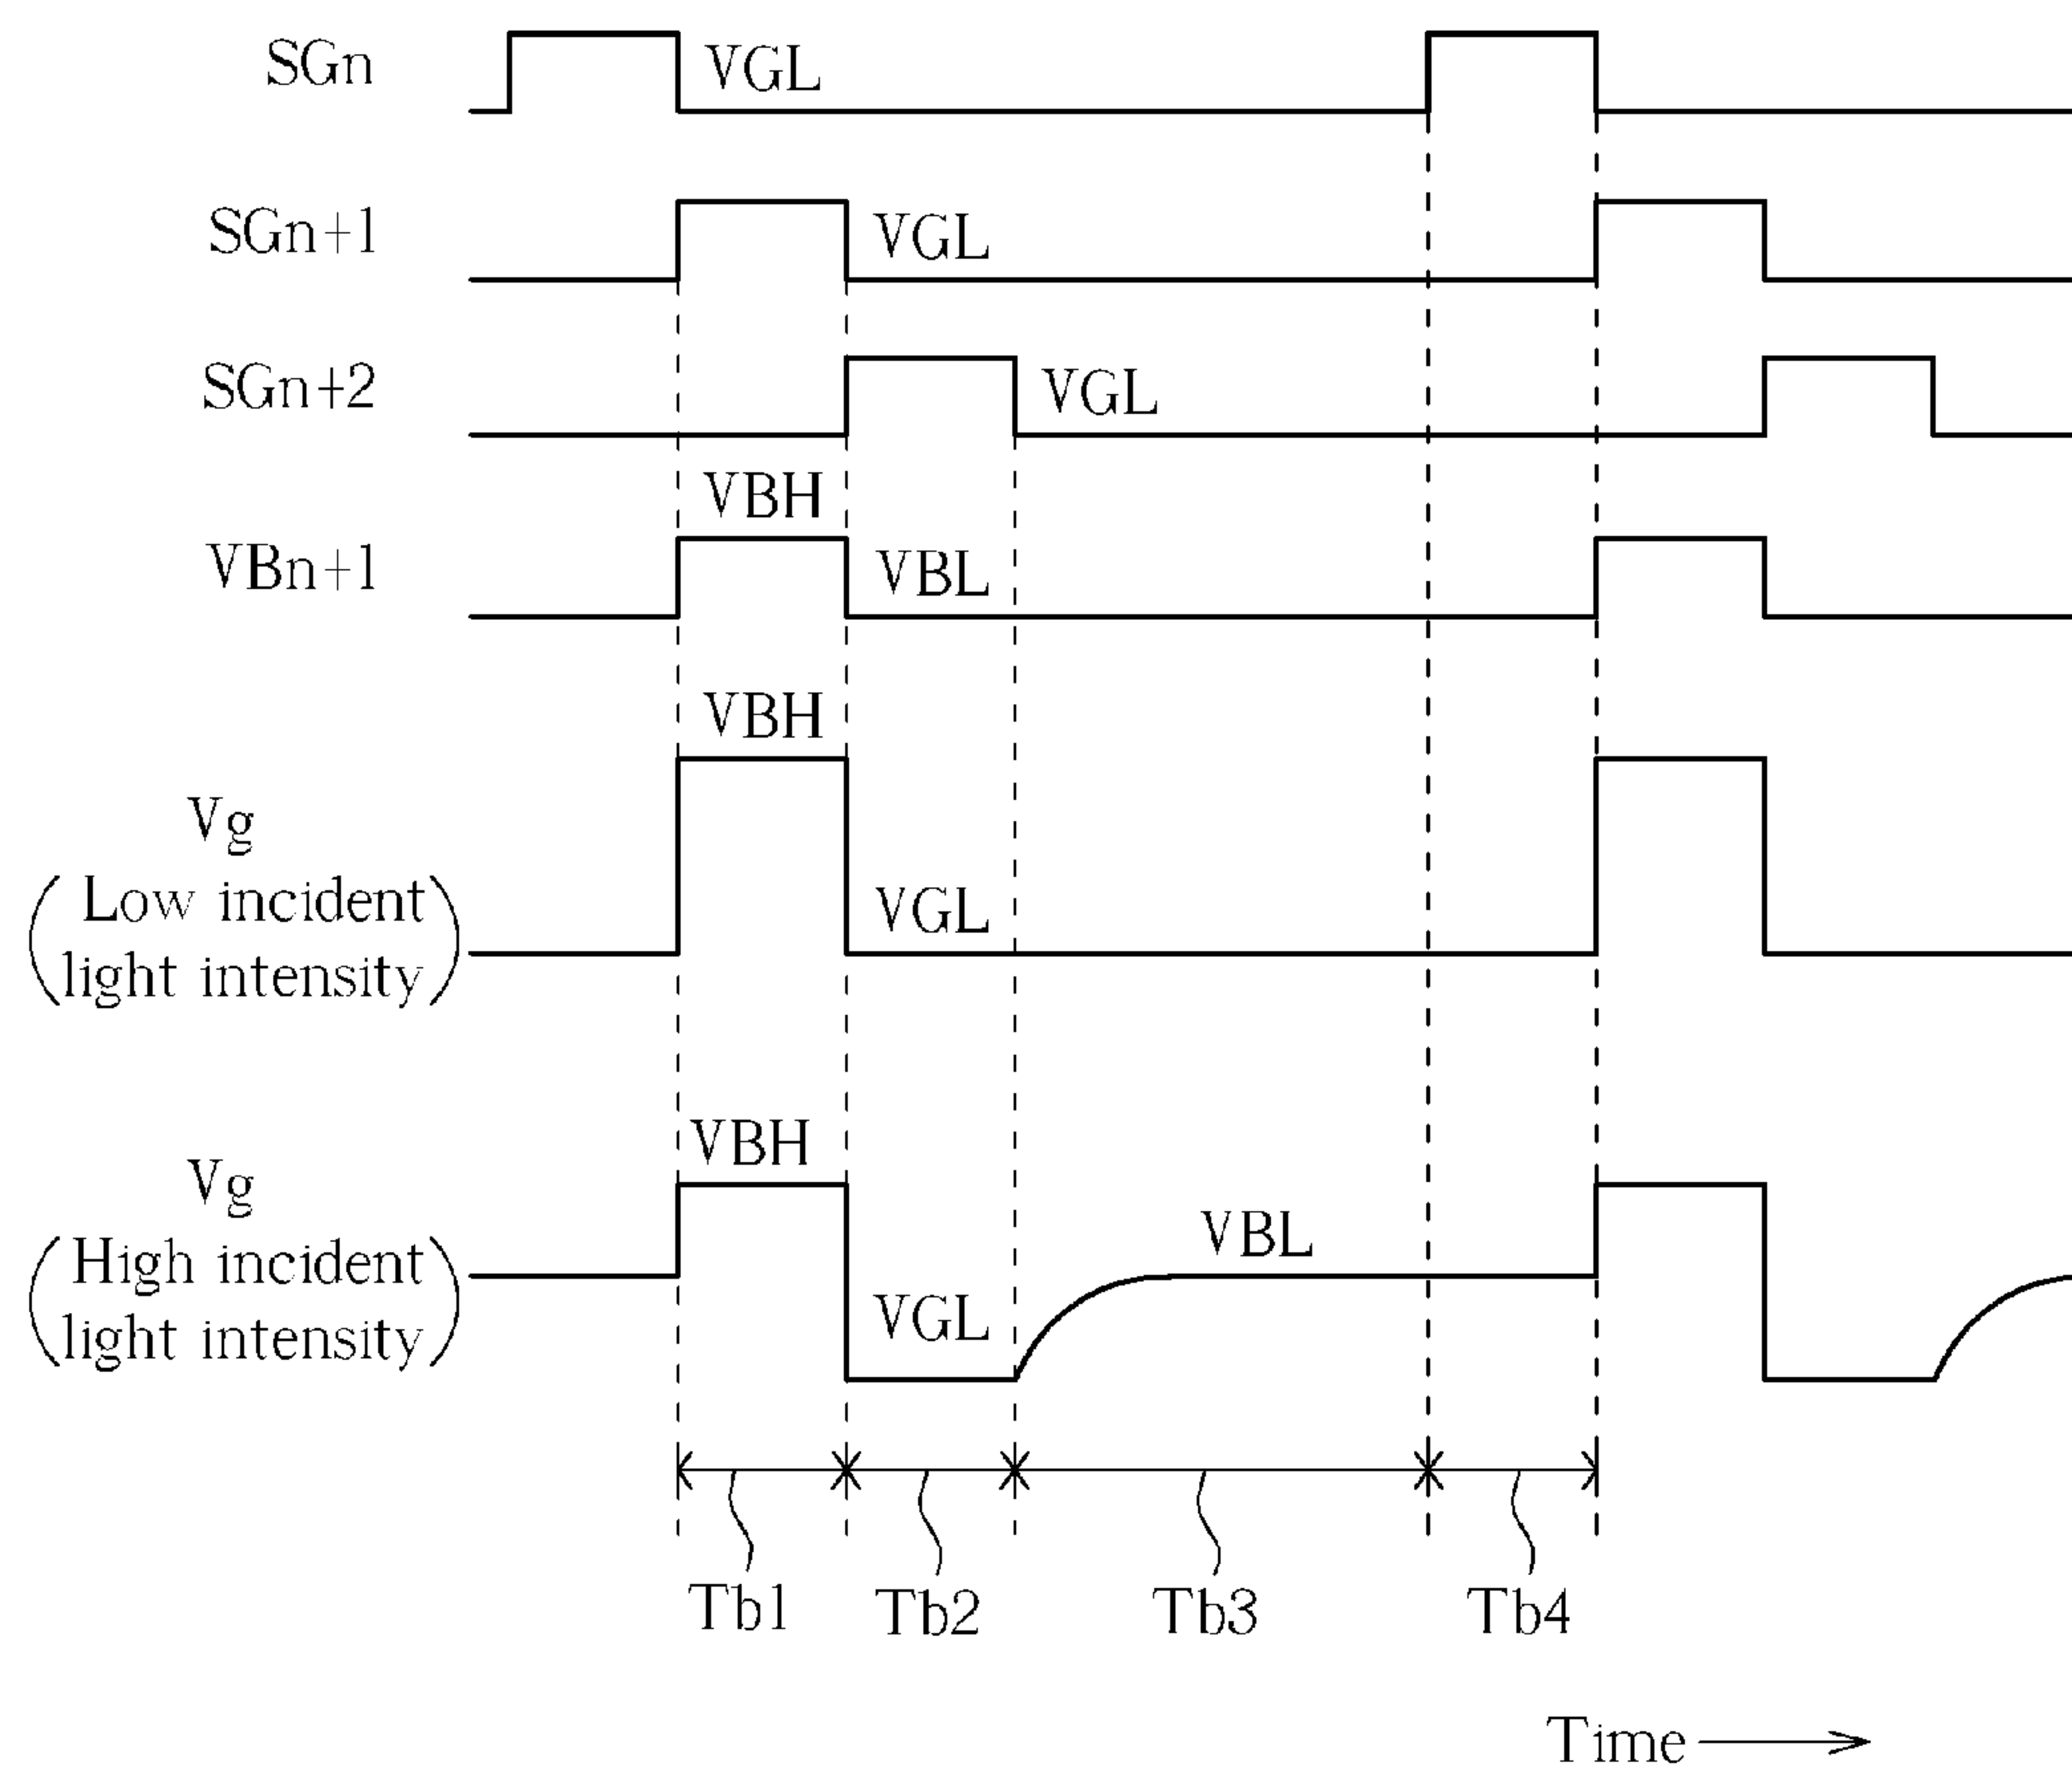 SGn
VGL
SGn+1
VGL
SGn+2
VGL
VBH
VBn+1
VBL
VBH
Vg
(Low incident
light intensity)
VGL
VBH
Vg
(High incident
light intensity)
VBL
VGL
Tb1
Tb2
Tb3
Tb4
Time